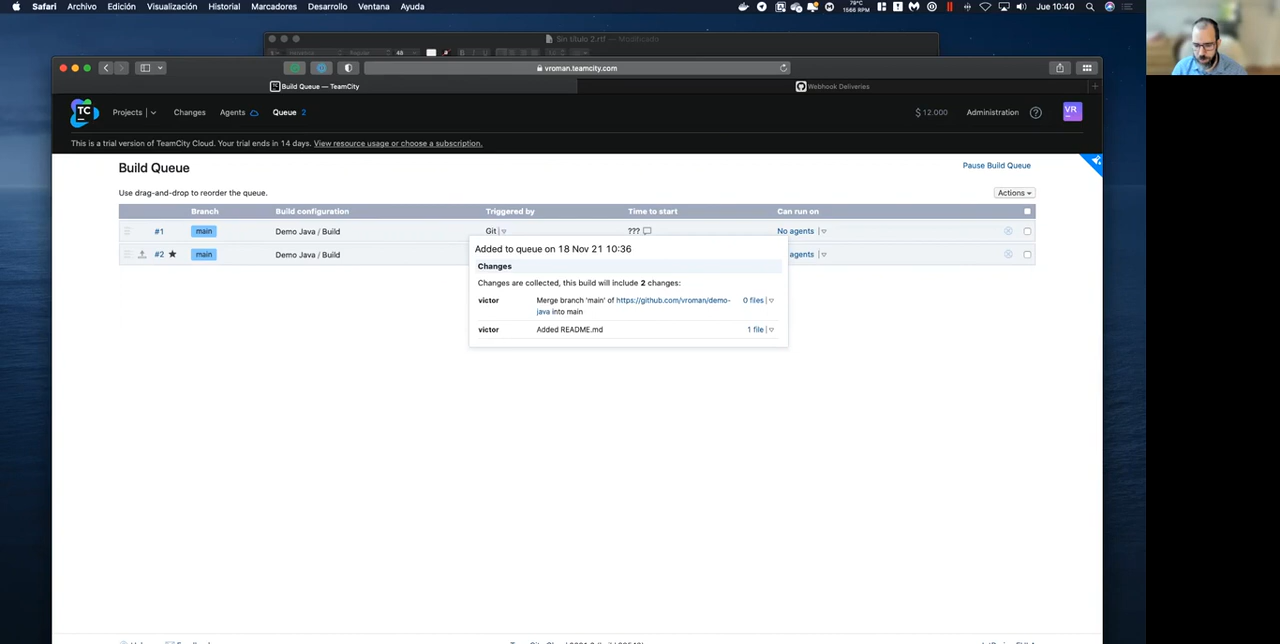 Safari Archivo Edición Visualización Historial Marcadores Desarrollo Ventana Ayuda
79°C
1566 RPM
Jue 10:40
Sin título 2.rtf — Modificado
vroman.teamcity.com
Build Queue — TeamCity
Webhook Deliveries
TC
Projects
Changes
Agents
Queue 2
$ 12.000
Administration
VR
This is a trial version of TeamCity Cloud. Your trial ends in 14 days. View resource usage or choose a subscription.
Build Queue
Pause Build Queue
Use drag-and-drop to reorder the queue.
Actions
Branch Build configuration Triggered by Time to start Can run on
#1 main Demo Java / Build Git ??? No agents
#2 main Demo Java / Build agents
Added to queue on 18 Nov 21 10:36
Changes
Changes are collected, this build will include 2 changes:
victor Merge branch 'main' of https://github.com/vroman/demo- 0 files
java into main
victor Added README.md 1 file